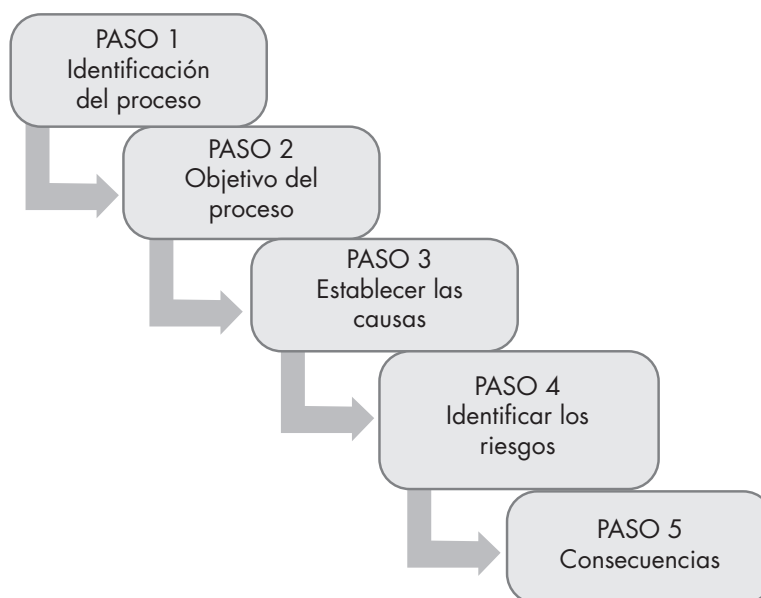 PASO 1
Identificación
del proceso
PASO 2
Objetivo del
proceso
PASO 3
Establecer las
causas
PASO 4
Identificar los
riesgos
PASO 5
Consecuencias